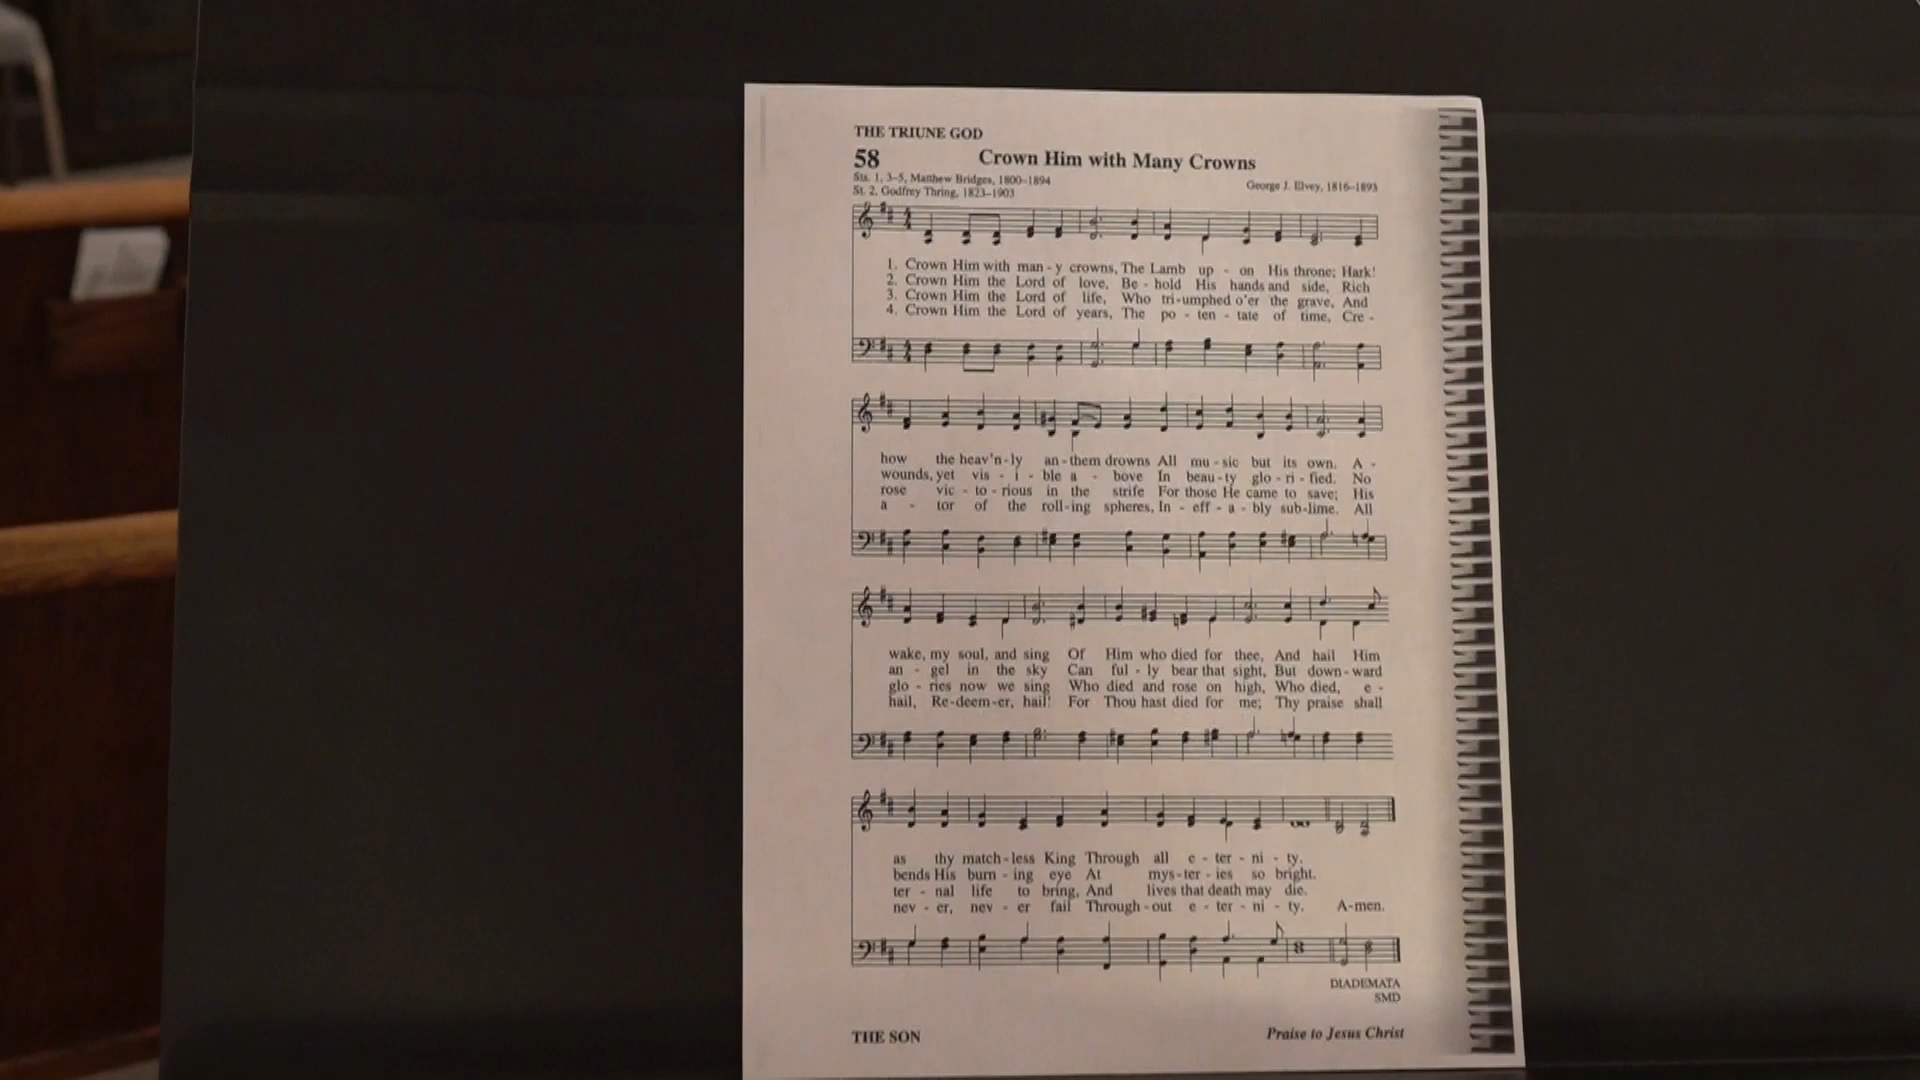 THE TRIUNE GOD
58 Crown Him with Many Crowns
Sts. 1, 3–5, Matthew Bridges, 1800–1894
St. 2, Godfrey Thring, 1823–1903
George J. Elvey, 1816–1893
1. Crown Him with man - y crowns, The Lamb up - on His throne; Hark!
2. Crown Him the Lord of love, Be - hold His hands and side, Rich
3. Crown Him the Lord of life, Who tri-umphed o'er the grave, And
4. Crown Him the Lord of years, The po - ten - tate of time, Cre -
how the heav'n-ly an-them drowns All mu-sic but its own. A -
wounds, yet vis - i - ble a - bove In beau-ty glo - ri - fied. No
rose vic - to - rious in the strife For those He came to save; His
a - tor of the roll-ing spheres, In - eff - a - bly sub-lime. All
wake, my soul, and sing Of Him who died for thee, And hail Him
an - gel in the sky Can ful - ly bear that sight, But down-ward
glo - ries now we sing Who died and rose on high, Who died, e -
hail, Re-deem-er, hail! For Thou hast died for me; Thy praise shall
as thy match-less King Through all e - ter - ni - ty.
bends His burn - ing eye At mys-ter - ies so bright.
ter - nal life to bring, And lives that death may die.
nev - er, nev - er fail Through-out e - ter - ni - ty. A-men.
DIADEMATA
SMD
THE SON Praise to Jesus Christ